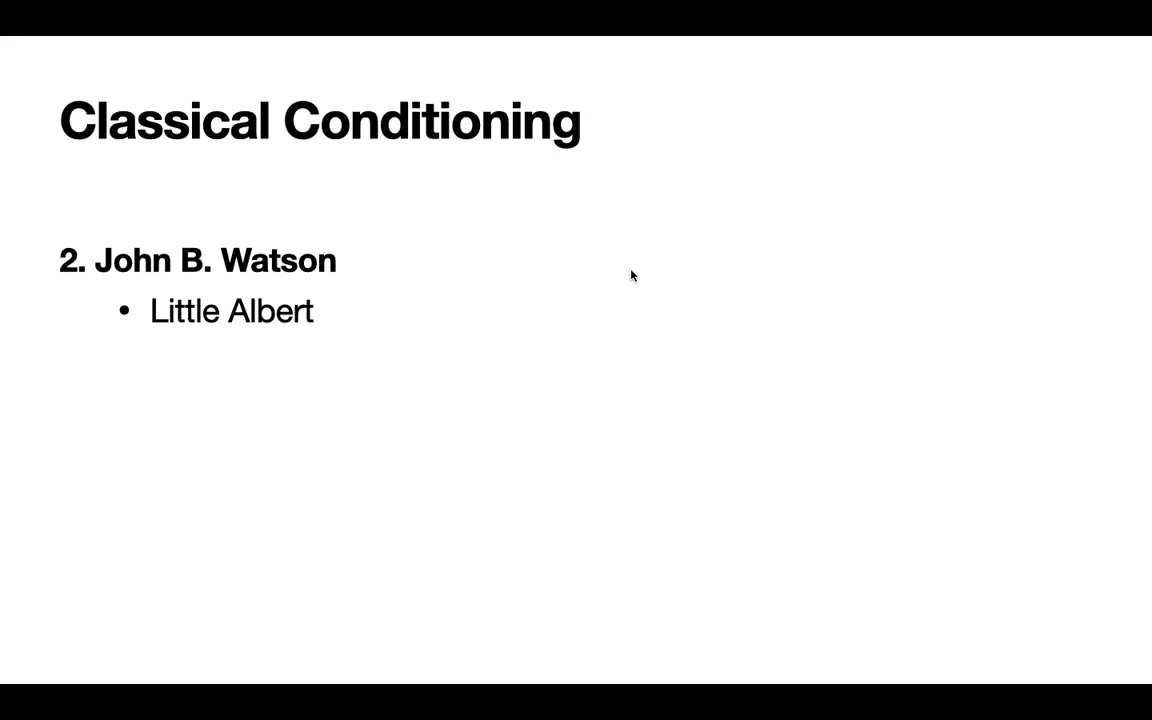 Classical Conditioning
2. John B. Watson
• Little Albert